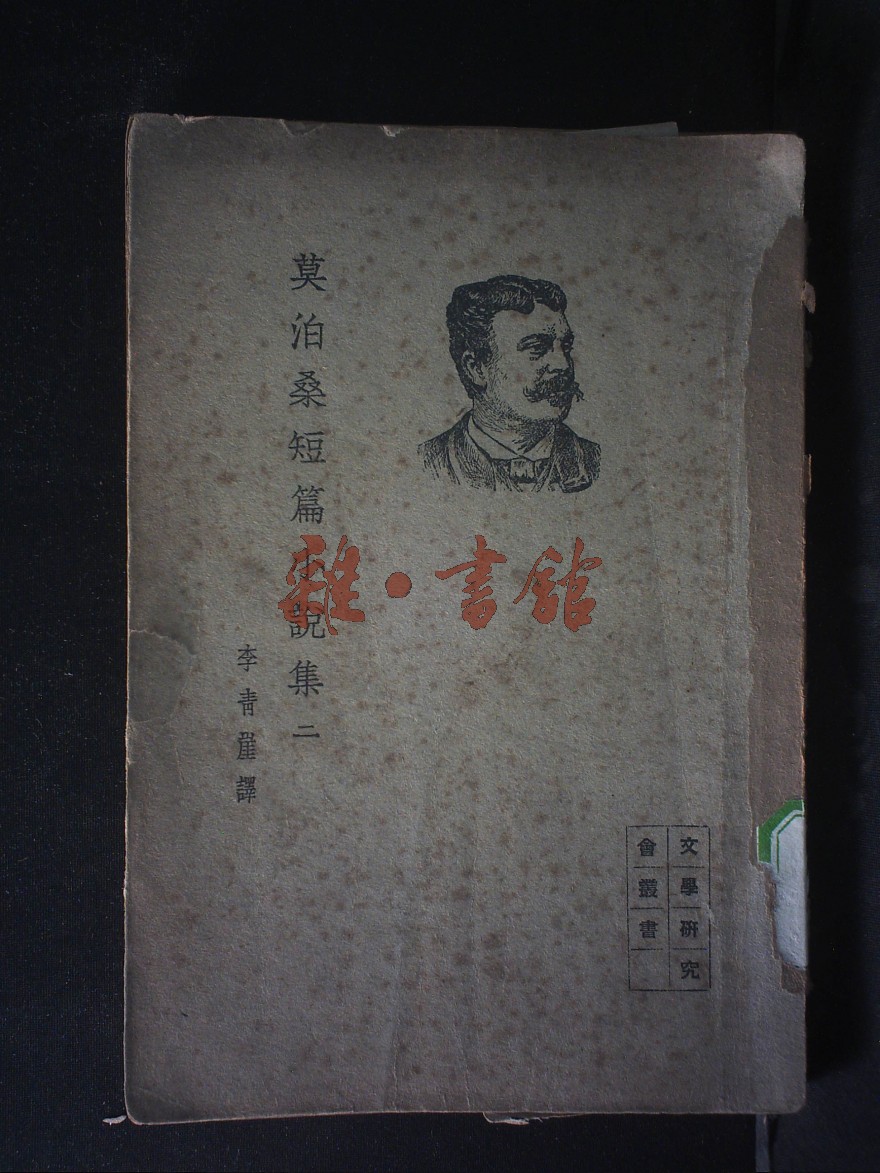 莫泊桑短篇小說集二
李青崖譯
文學研究
會叢書
雜·書館